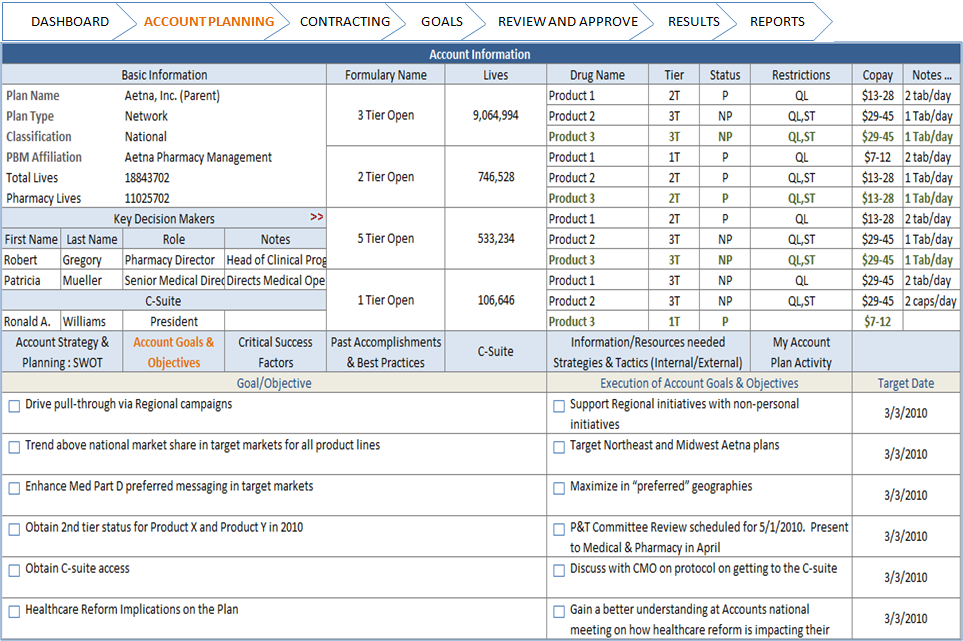 DASHBOARD ACCOUNT PLANNING CONTRACTING GOALS REVIEW AND APPROVE RESULTS REPORTS
Account Information
Basic Information Formulary Name Lives Drug Name Tier Status Restrictions Copay Notes ...
Plan Name Aetna, Inc. (Parent)
Plan Type Network
Classification National
PBM Affiliation Aetna Pharmacy Management
Total Lives 18843702
Pharmacy Lives 11025702
Key Decision Makers >>
First Name Last Name Role Notes
Robert Gregory Pharmacy Director Head of Clinical Prog
Patricia Mueller Senior Medical Direc Directs Medical Ope
C-Suite
Ronald A. Williams President
3 Tier Open 9,064,994
Product 1 2T P QL $13-28 2 tab/day
Product 2 3T NP QL,ST $29-45 1 Tab/day
Product 3 3T NP QL,ST $29-45 1 Tab/day
2 Tier Open 746,528
Product 1 1T P QL $7-12 2 tab/day
Product 2 2T P QL,ST $13-28 1 Tab/day
Product 3 2T P QL,ST $13-28 1 Tab/day
5 Tier Open 533,234
Product 1 2T P QL $13-28 2 tab/day
Product 2 3T NP QL,ST $29-45 1 Tab/day
Product 3 3T NP QL,ST $29-45 1 Tab/day
1 Tier Open 106,646
Product 1 3T NP QL $29-45 2 tab/day
Product 2 3T NP QL,ST $29-45 2 caps/day
Product 3 1T P $7-12
Account Strategy &
Planning : SWOT
Account Goals &
Objectives
Critical Success
Factors
Past Accomplishments
& Best Practices
C-Suite
Information/Resources needed
Strategies & Tactics (Internal/External)
My Account
Plan Activity
Goal/Objective Execution of Account Goals & Objectives Target Date
Drive pull-through via Regional campaigns
Support Regional initiatives with non-personal
initiatives
3/3/2010
Trend above national market share in target markets for all product lines
Target Northeast and Midwest Aetna plans
3/3/2010
Enhance Med Part D preferred messaging in target markets
Maximize in “preferred” geographies
3/3/2010
Obtain 2nd tier status for Product X and Product Y in 2010
P&T Committee Review scheduled for 5/1/2010. Present
to Medical & Pharmacy in April
3/3/2010
Obtain C-suite access
Discuss with CMO on protocol on getting to the C-suite
3/3/2010
Healthcare Reform Implications on the Plan
Gain a better understanding at Accounts national
meeting on how healthcare reform is impacting their
3/3/2010